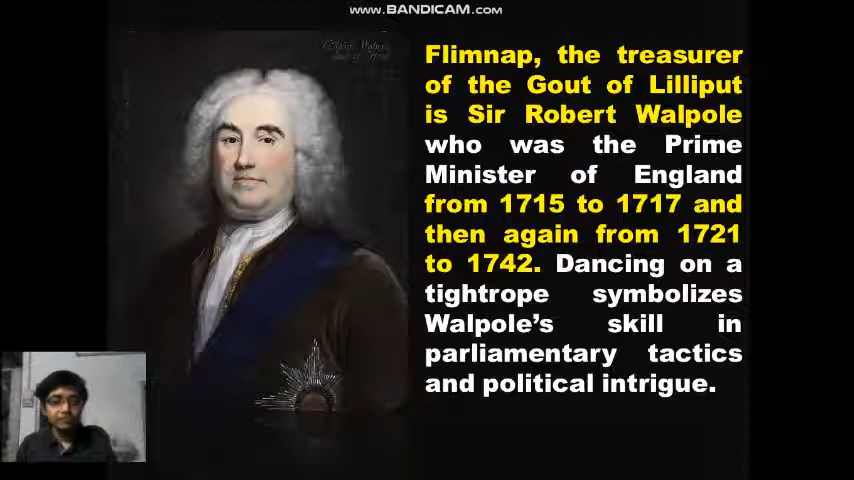 WWW.BANDICAM.COM
Flimnap, the treasurer
of the Gout of Lilliput
is Sir Robert Walpole
who was the Prime
Minister of England
from 1715 to 1717 and
then again from 1721
to 1742. Dancing on a
tightrope symbolizes
Walpole's skill in
parliamentary tactics
and political intrigue.